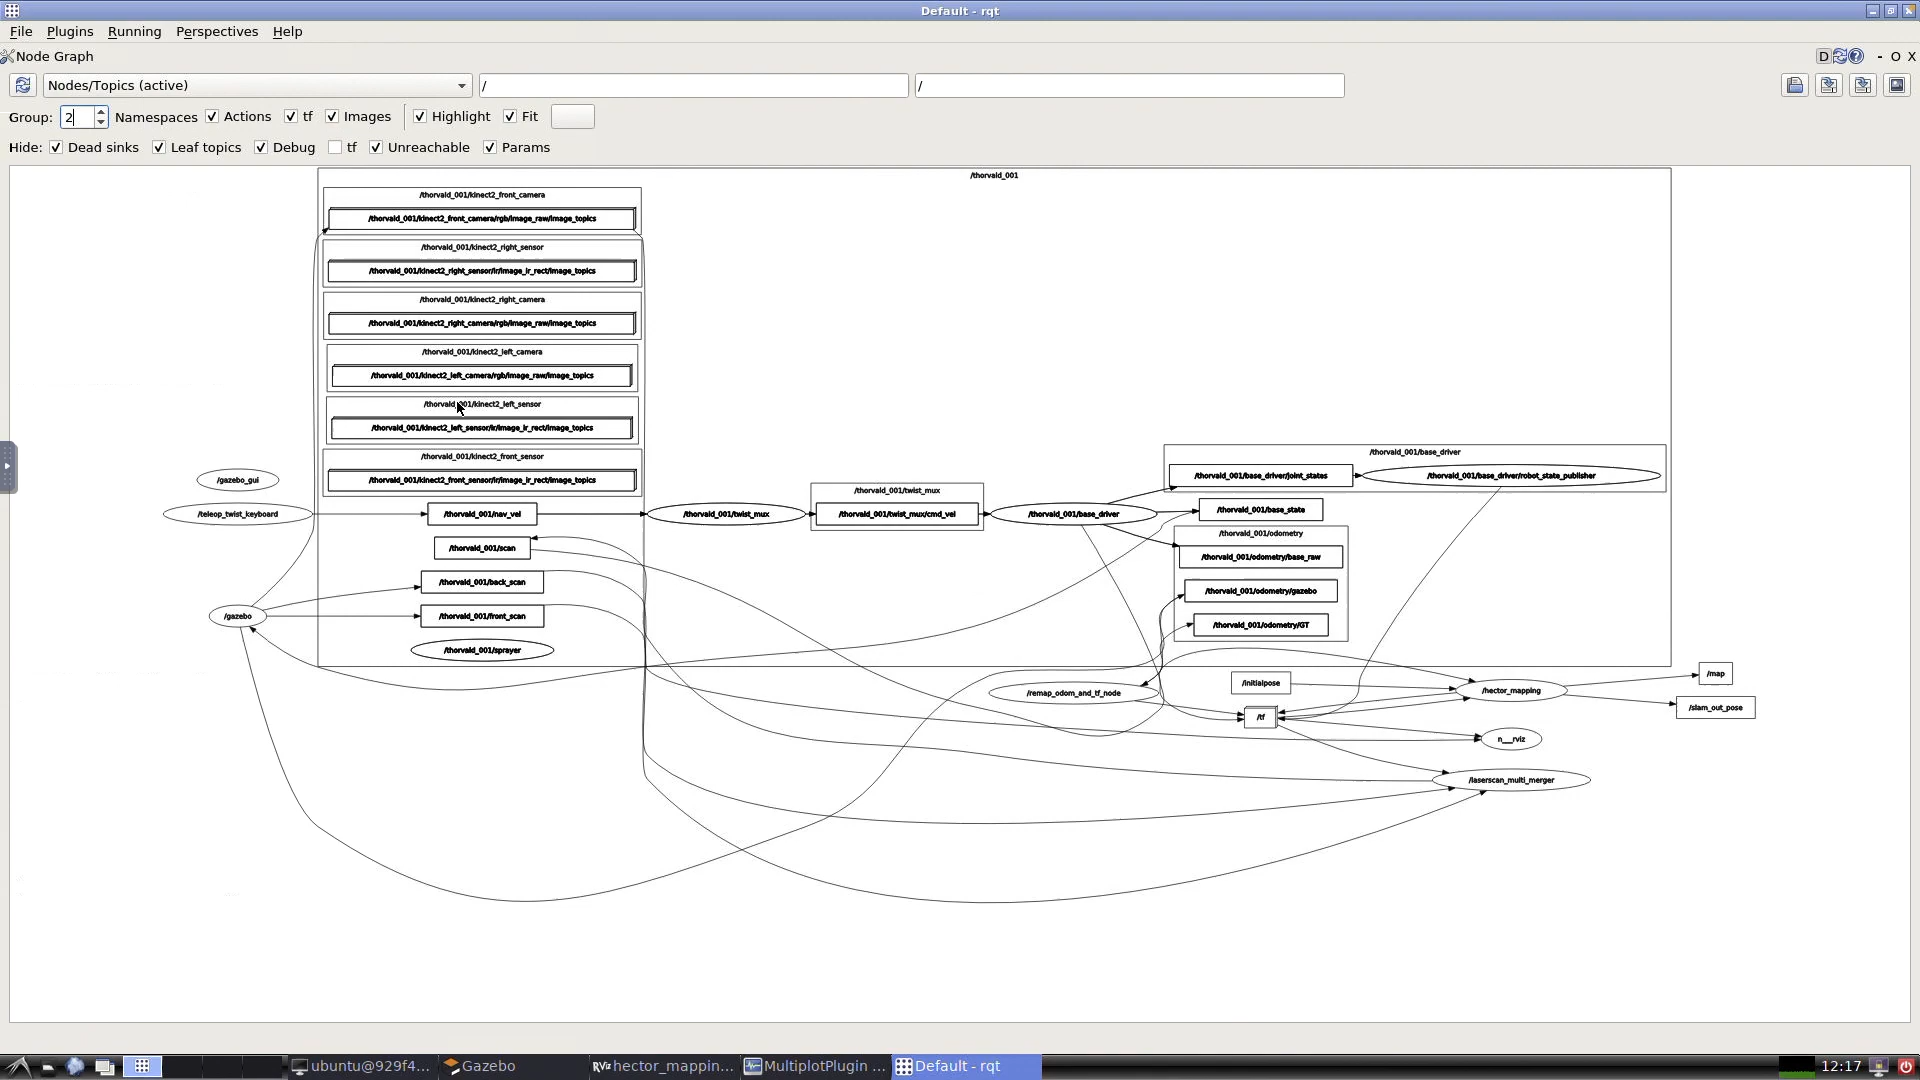 Default - rqt
File Plugins Running Perspectives Help
Node Graph
D - O X
Nodes/Topics (active) / /
Group: 2 Namespaces Actions tf Images Highlight Fit
Hide: Dead sinks Leaf topics Debug tf Unreachable Params
/thorvald_001
/thorvald_001/kinect2_front_camera
/thorvald_001/kinect2_front_camera/rgb/image_raw/image_topics
/thorvald_001/kinect2_right_sensor
/thorvald_001/kinect2_right_sensor/ir/image_ir_rect/image_topics
/thorvald_001/kinect2_right_camera
/thorvald_001/kinect2_right_camera/rgb/image_raw/image_topics
/thorvald_001/kinect2_left_camera
/thorvald_001/kinect2_left_camera/rgb/image_raw/image_topics
/thorvald_001/kinect2_left_sensor
/thorvald_001/kinect2_left_sensor/ir/image_ir_rect/image_topics
/thorvald_001/kinect2_front_sensor
/thorvald_001/kinect2_front_sensor/ir/image_ir_rect/image_topics
/gazebo_gui
/teleop_twist_keyboard
/thorvald_001/nav_vel
/thorvald_001/twist_mux
/thorvald_001/twist_mux
/thorvald_001/twist_mux/cmd_vel
/thorvald_001/base_driver
/thorvald_001/base_driver
/thorvald_001/base_driver/joint_states
/thorvald_001/base_driver/robot_state_publisher
/thorvald_001/base_state
/thorvald_001/odometry
/thorvald_001/odometry/base_raw
/thorvald_001/odometry/gazebo
/thorvald_001/odometry/GT
/thorvald_001/scan
/thorvald_001/back_scan
/gazebo
/thorvald_001/front_scan
/thorvald_001/sprayer
/remap_odom_and_tf_node
/initialpose
/tf
/hector_mapping
/map
/slam_out_pose
n__rviz
/laserscan_multi_merger
ubuntu@929f4... Gazebo RViz hector_mappin... MultiplotPlugin ... Default - rqt 12:17